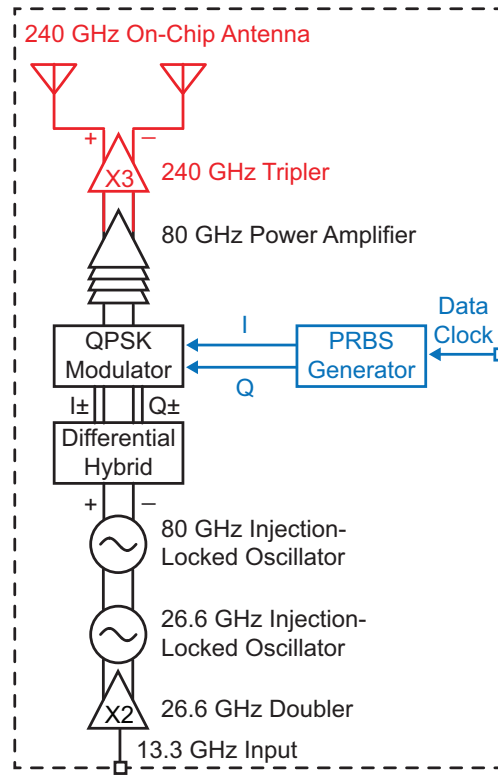 240 GHz On-Chip Antenna
+ −
X3
240 GHz Tripler
80 GHz Power Amplifier
QPSK
Modulator
I
Q
PRBS
Generator
Data
Clock
I± Q±
Differential
Hybrid
+ −
80 GHz Injection-
Locked Oscillator
26.6 GHz Injection-
Locked Oscillator
X2
26.6 GHz Doubler
13.3 GHz Input